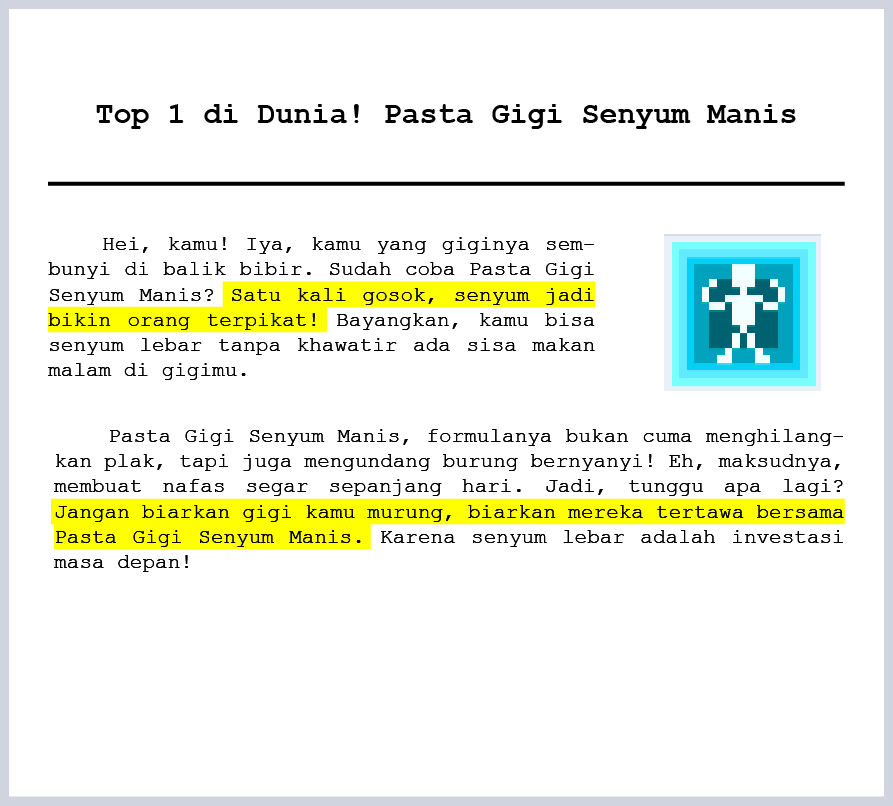 Top 1 di Dunia! Pasta Gigi Senyum Manis
Hei, kamu! Iya, kamu yang giginya sem-
bunyi di balik bibir. Sudah coba Pasta Gigi
Senyum Manis? Satu kali gosok, senyum jadi
bikin orang terpikat! Bayangkan, kamu bisa
senyum lebar tanpa khawatir ada sisa makan
malam di gigimu.
Pasta Gigi Senyum Manis, formulanya bukan cuma menghilang-
kan plak, tapi juga mengundang burung bernyanyi! Eh, maksudnya,
membuat nafas segar sepanjang hari. Jadi, tunggu apa lagi?
Jangan biarkan gigi kamu murung, biarkan mereka tertawa bersama
Pasta Gigi Senyum Manis. Karena senyum lebar adalah investasi
masa depan!